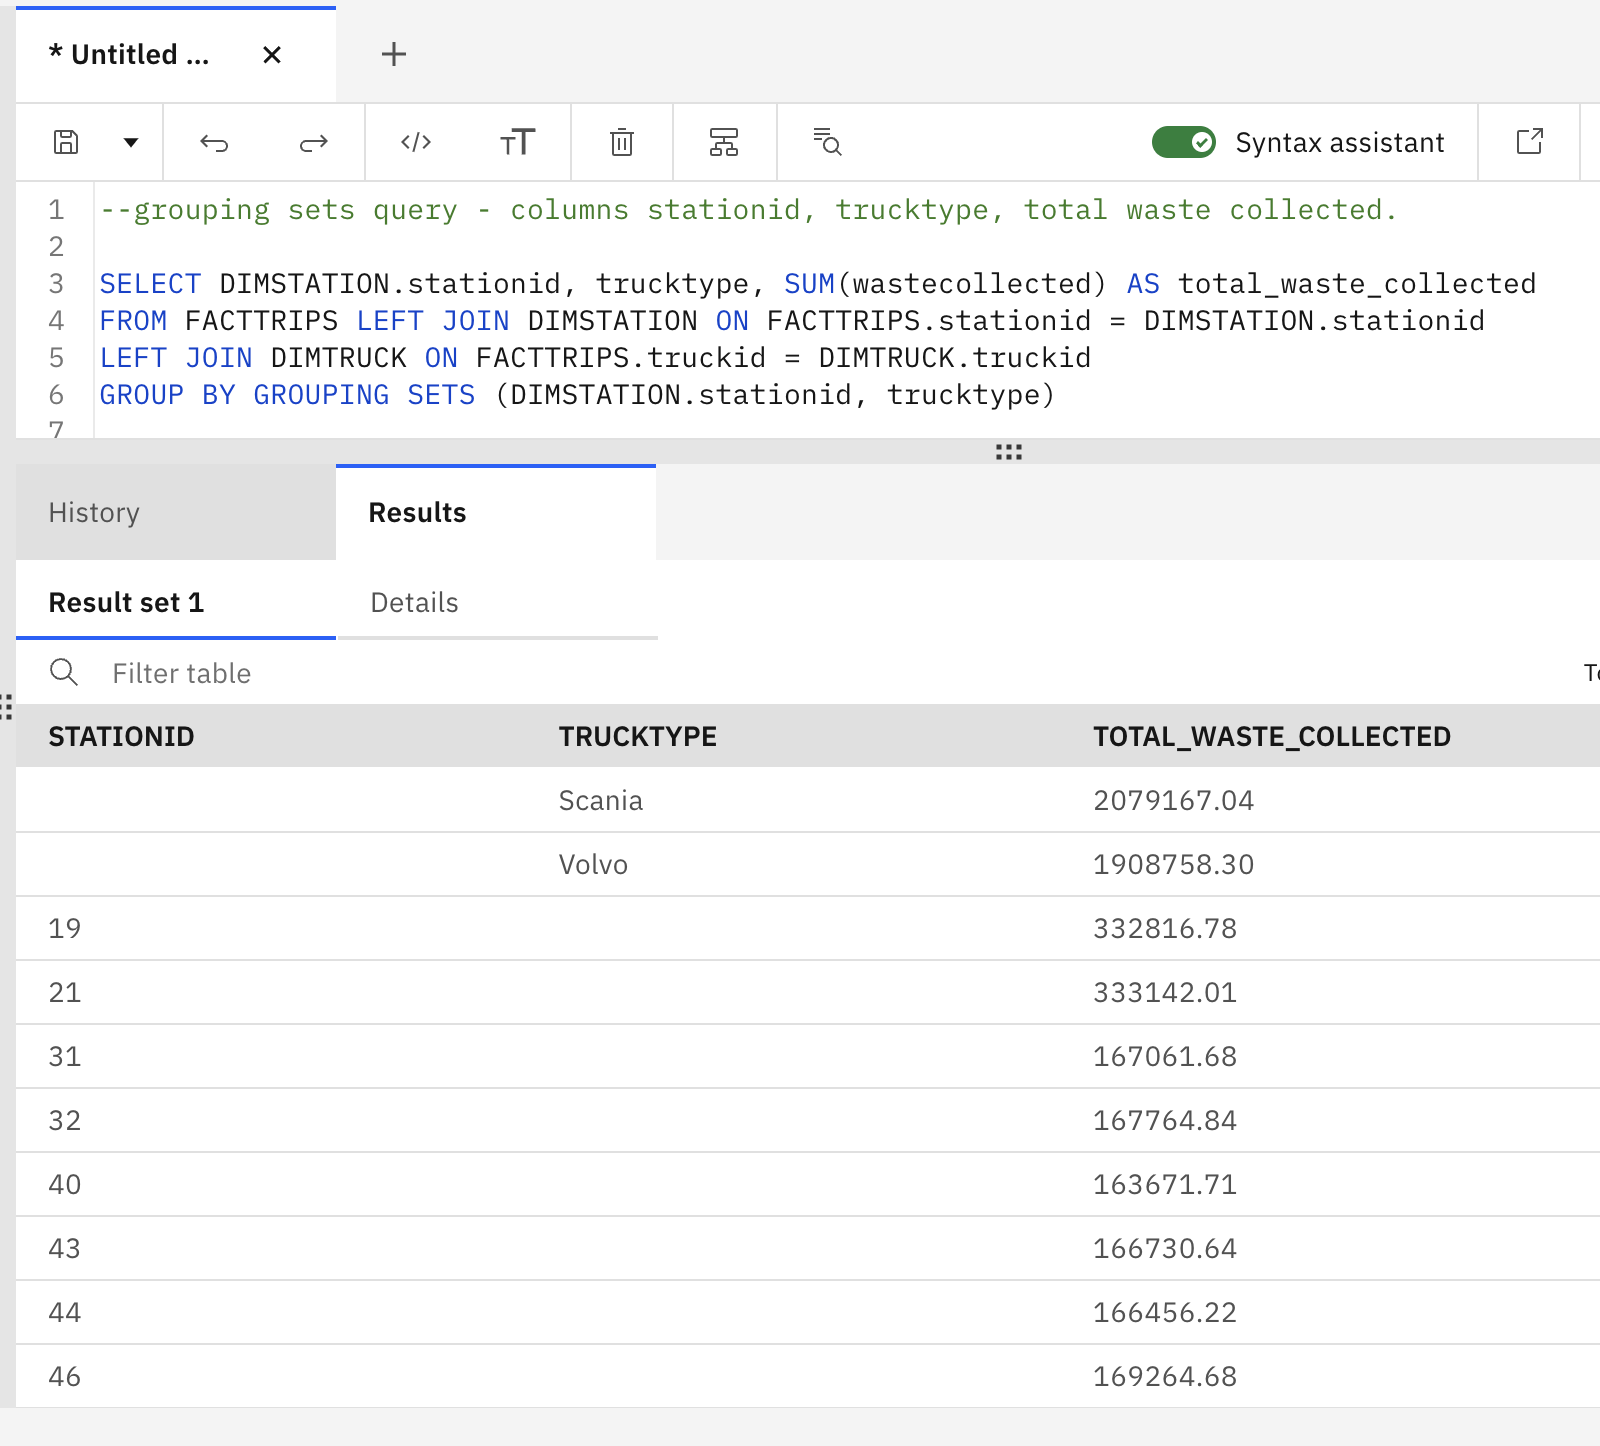 * Untitled ...
Syntax assistant
1 --grouping sets query - columns stationid, trucktype, total waste collected.
2
3 SELECT DIMSTATION.stationid, trucktype, SUM(wastecollected) AS total_waste_collected
4 FROM FACTTRIPS LEFT JOIN DIMSTATION ON FACTTRIPS.stationid = DIMSTATION.stationid
5 LEFT JOIN DIMTRUCK ON FACTTRIPS.truckid = DIMTRUCK.truckid
6 GROUP BY GROUPING SETS (DIMSTATION.stationid, trucktype)
7
History Results
Result set 1 Details
Filter table
STATIONID TRUCKTYPE TOTAL_WASTE_COLLECTED
Scania 2079167.04
Volvo 1908758.30
19 332816.78
21 333142.01
31 167061.68
32 167764.84
40 163671.71
43 166730.64
44 166456.22
46 169264.68